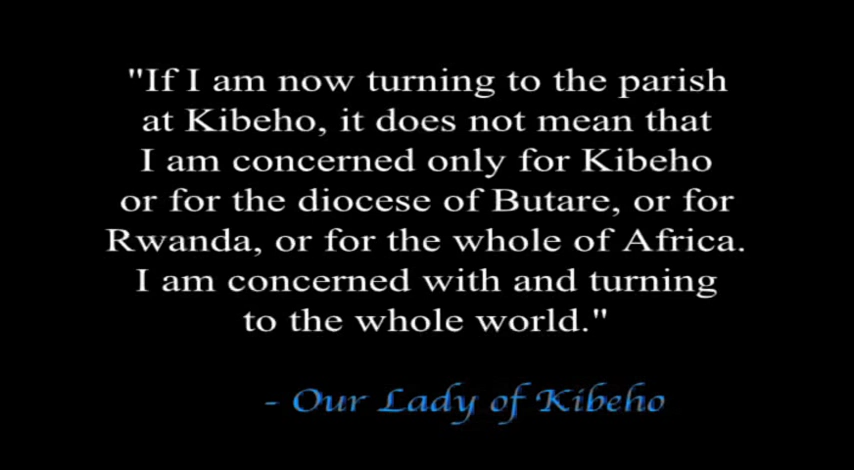 "If I am now turning to the parish
at Kibeho, it does not mean that
I am concerned only for Kibeho
or for the diocese of Butare, or for
Rwanda, or for the whole of Africa.
I am concerned with and turning
to the whole world."
- Our Lady of Kibeho